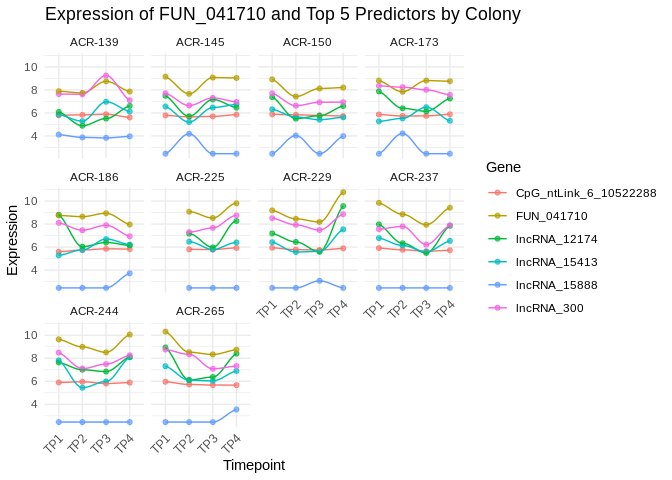 Expression of FUN_041710 and Top 5 Predictors by Colony
ACR-139 ACR-145 ACR-150 ACR-173
10
8
6
4
ACR-186 ACR-225 ACR-229 ACR-237
10
8
6
4
TP1 TP2 TP3 TP4 TP1 TP2 TP3 TP4
ACR-244 ACR-265
10
8
6
4
TP1 TP2 TP3 TP4 TP1 TP2 TP3 TP4
Timepoint
Expression
Gene
CpG_ntLink_6_10522288
FUN_041710
lncRNA_12174
lncRNA_15413
lncRNA_15888
lncRNA_300